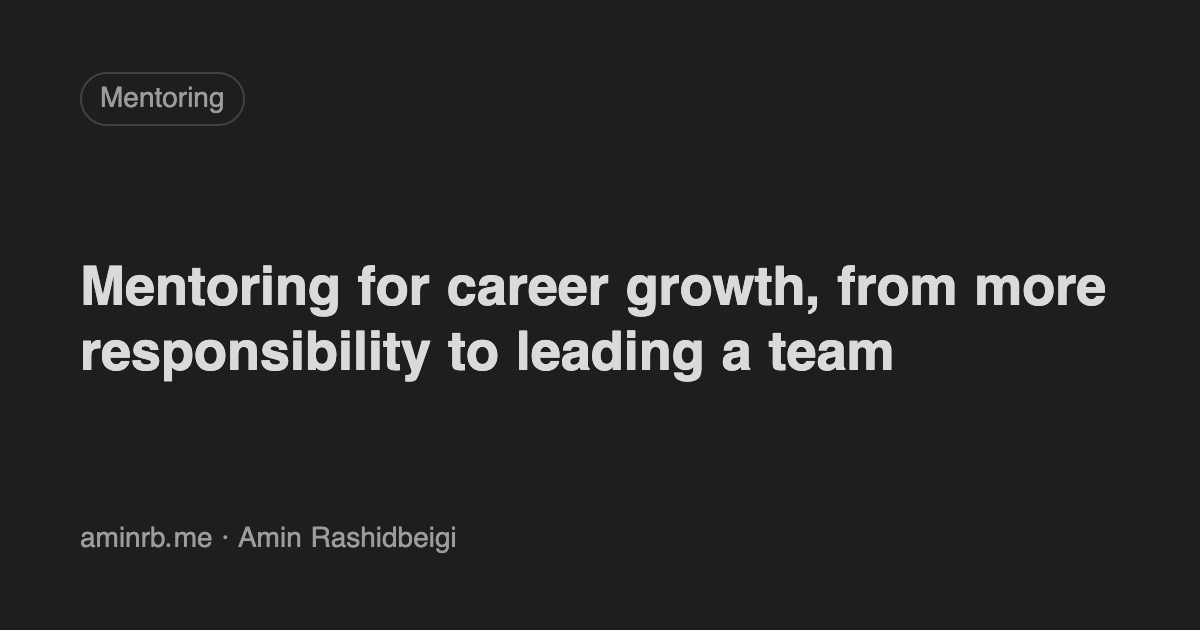 Mentoring
Mentoring for career growth, from more
responsibility to leading a team
aminrb.me · Amin Rashidbeigi